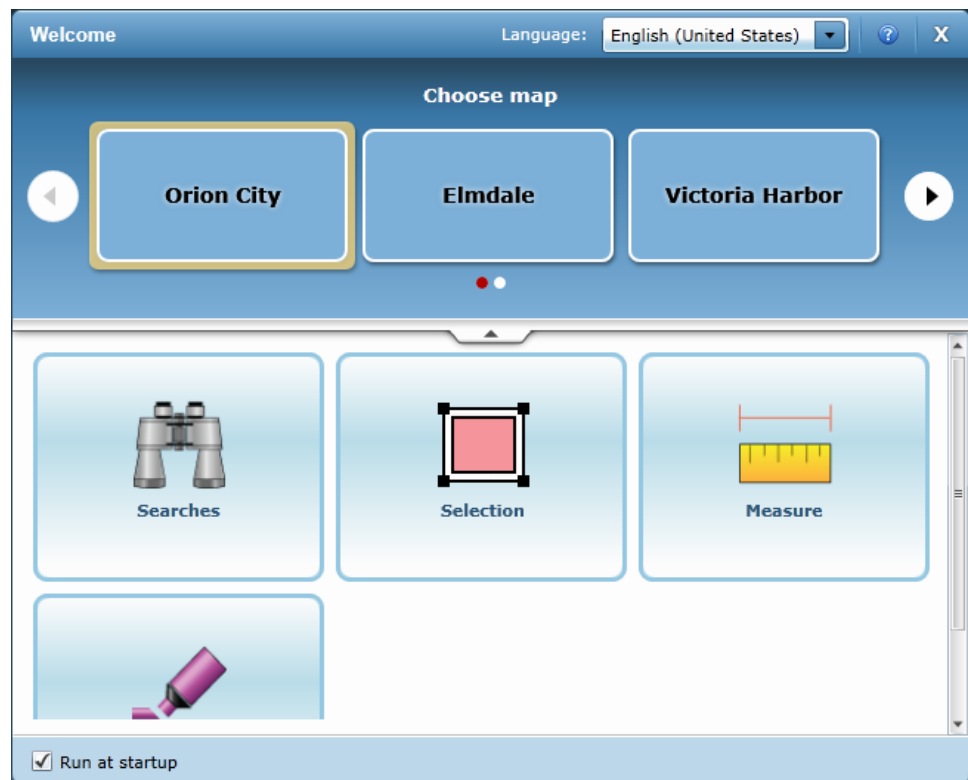 Welcome
Language: English (United States) ? X
Choose map
Orion City
Elmdale
Victoria Harbor
Searches
Selection
Measure
Run at startup